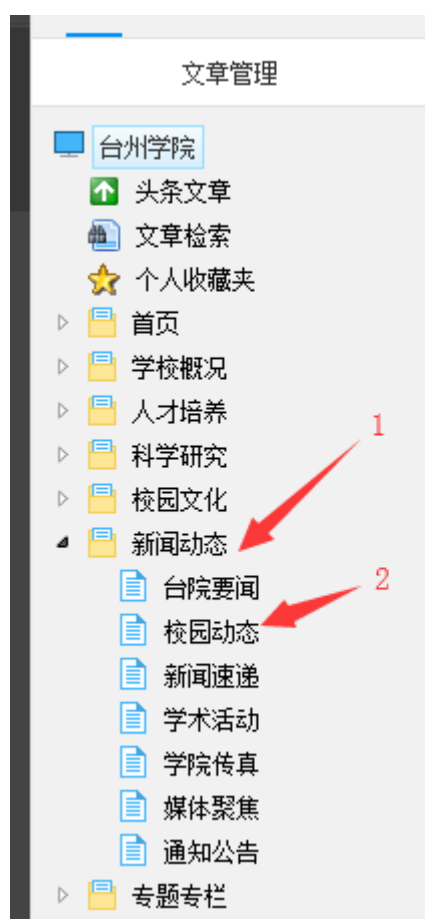 文章管理
台州学院
头条文章
文章检索
个人收藏夹
首页
学校概况
人才培养
1
科学研究
校园文化
新闻动态
台院要闻
2
校园动态
新闻速递
学术活动
学院传真
媒体聚焦
通知公告
专题专栏